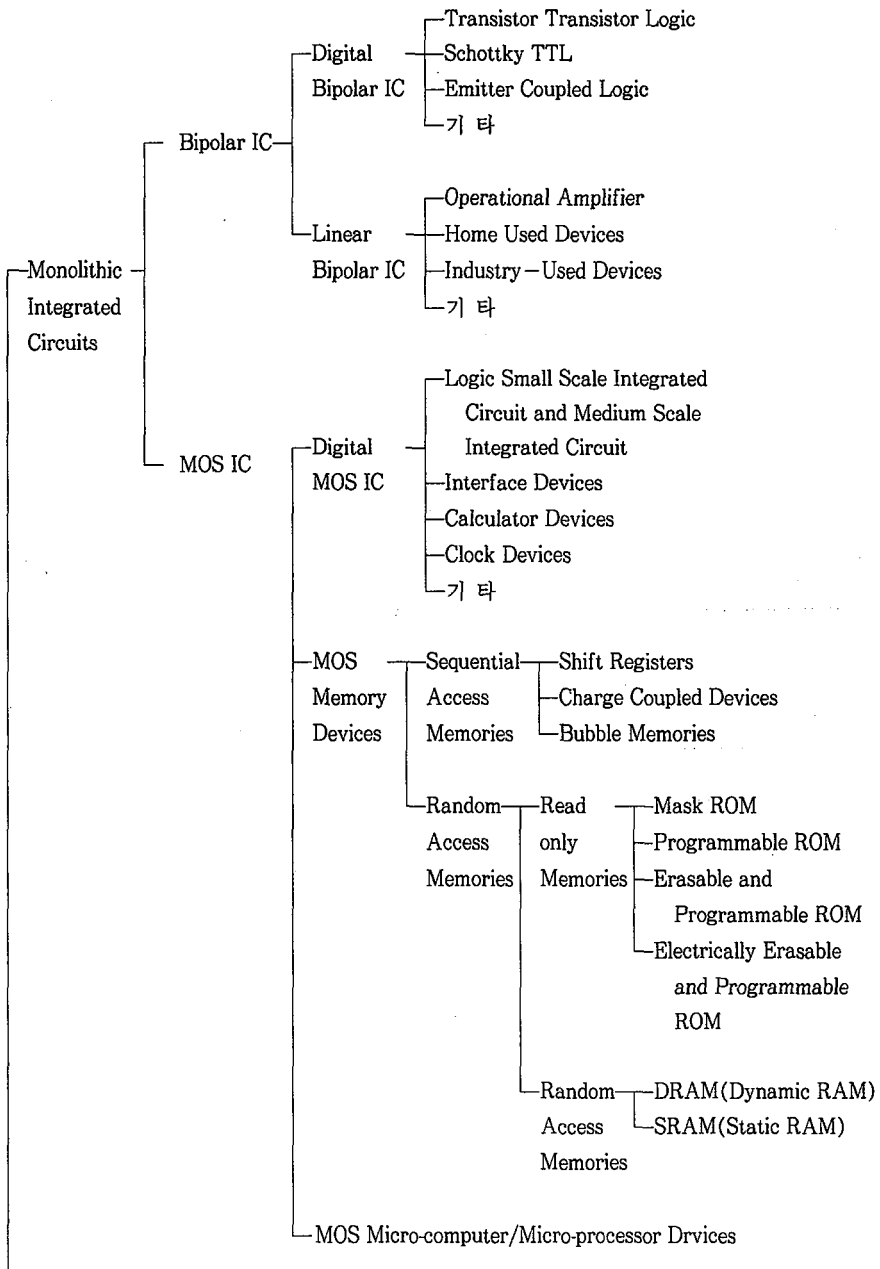 Transistor Transistor Logic
Digital
Bipolar IC
Schottky TTL
Emitter Coupled Logic
기 타
Bipolar IC
Operational Amplifier
Linear
Bipolar IC
Home Used Devices
Industry-Used Devices
기 타
Monolithic
Integrated
Circuits
MOS IC
Logic Small Scale Integrated
Circuit and Medium Scale
Integrated Circuit
Digital
MOS IC
Interface Devices
Calculator Devices
Clock Devices
기 타
MOS
Memory
Devices
Sequential
Access
Memories
Shift Registers
Charge Coupled Devices
Bubble Memories
Random
Access
Memories
Read
only
Memories
Mask ROM
Programmable ROM
Erasable and
Programmable ROM
Electrically Erasable
and Programmable
ROM
Random
Access
Memories
DRAM(Dynamic RAM)
SRAM(Static RAM)
MOS Micro-computer/Micro-processor Drvices